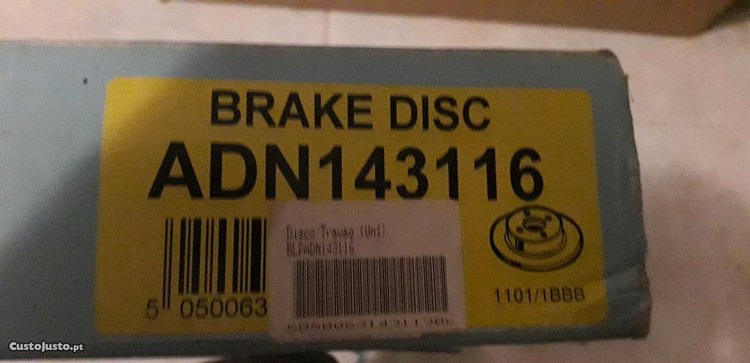 BRAKE DISC
ADN143116
Disco Travao (Uni)
BLPADN143116
5 050063
1101/1BBB
CustoJusto.pt